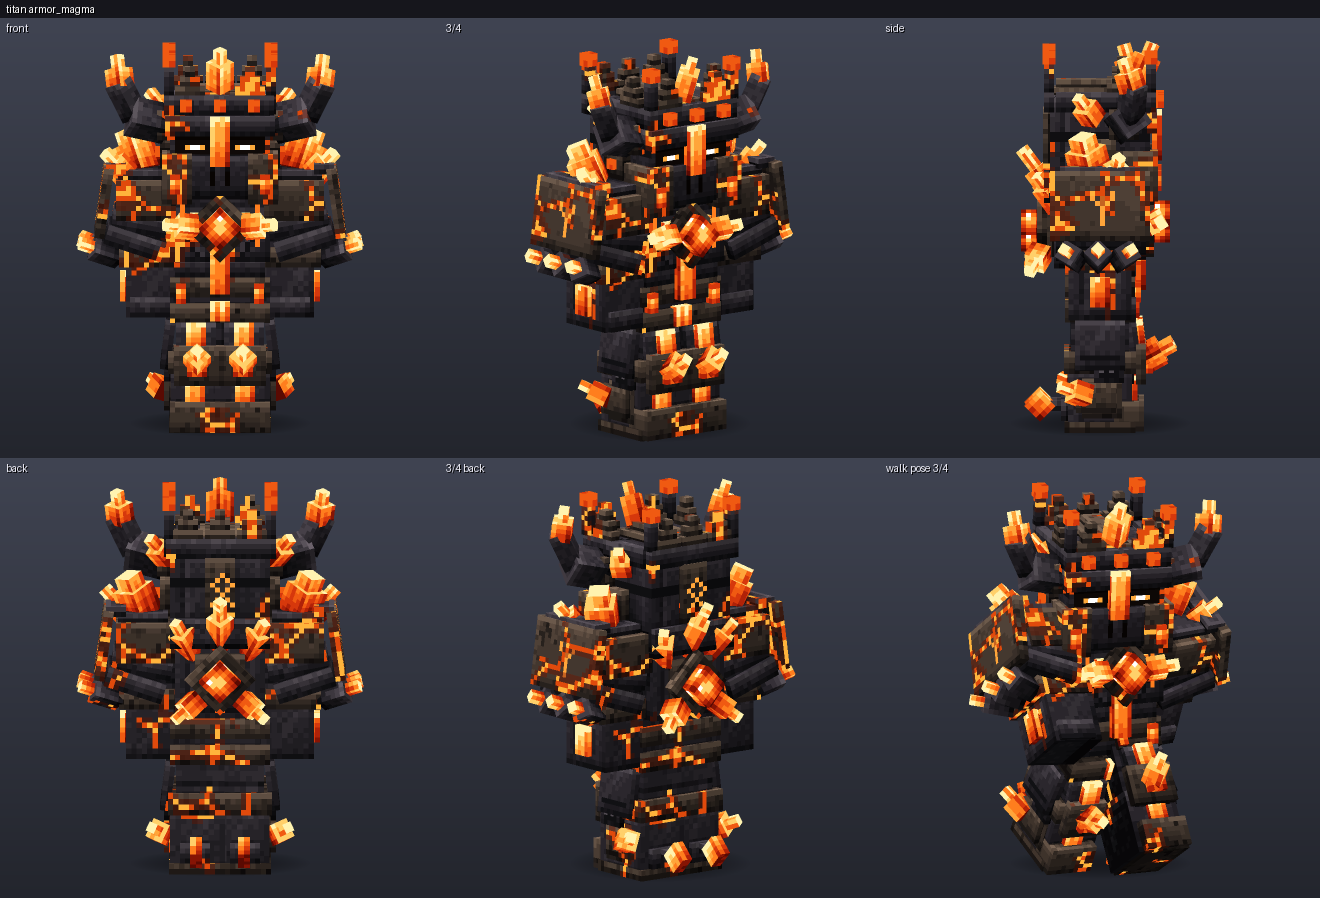 titan armor_magma
front
3/4
side
back
3/4 back
walk pose 3/4